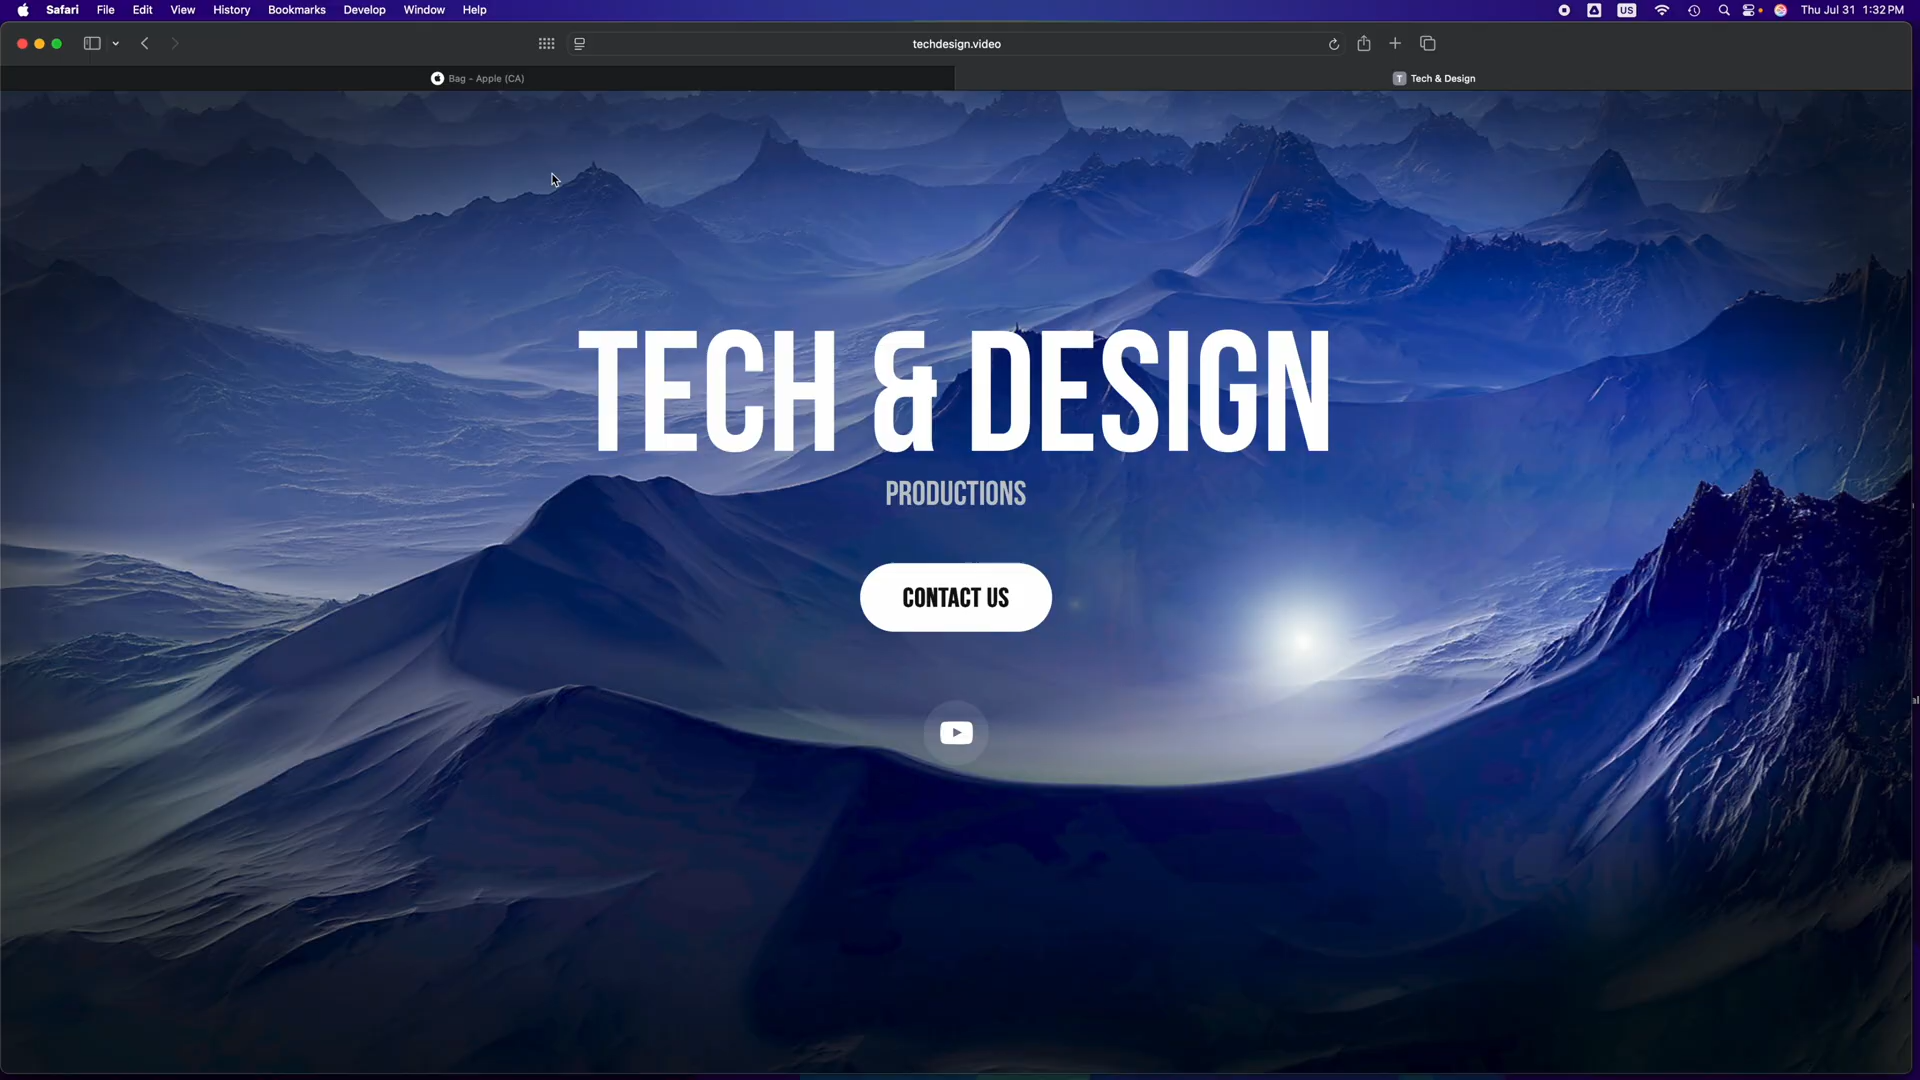 Safari File Edit View History Bookmarks Develop Window Help US Thu Jul 31 1:32 PM
techdesign.video
Bag - Apple (CA) T Tech & Design
TECH & DESIGN
PRODUCTIONS
CONTACT US